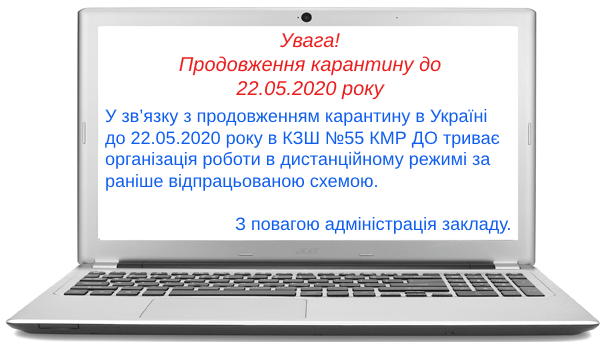 Увага!
Продовження карантину до
22.05.2020 року
У зв’язку з продовженням карантину в Україні
до 22.05.2020 року в КЗШ №55 КМР ДО триває
організація роботи в дистанційному режимі за
раніше відпрацьованою схемою.
З повагою адміністрація закладу.
acer